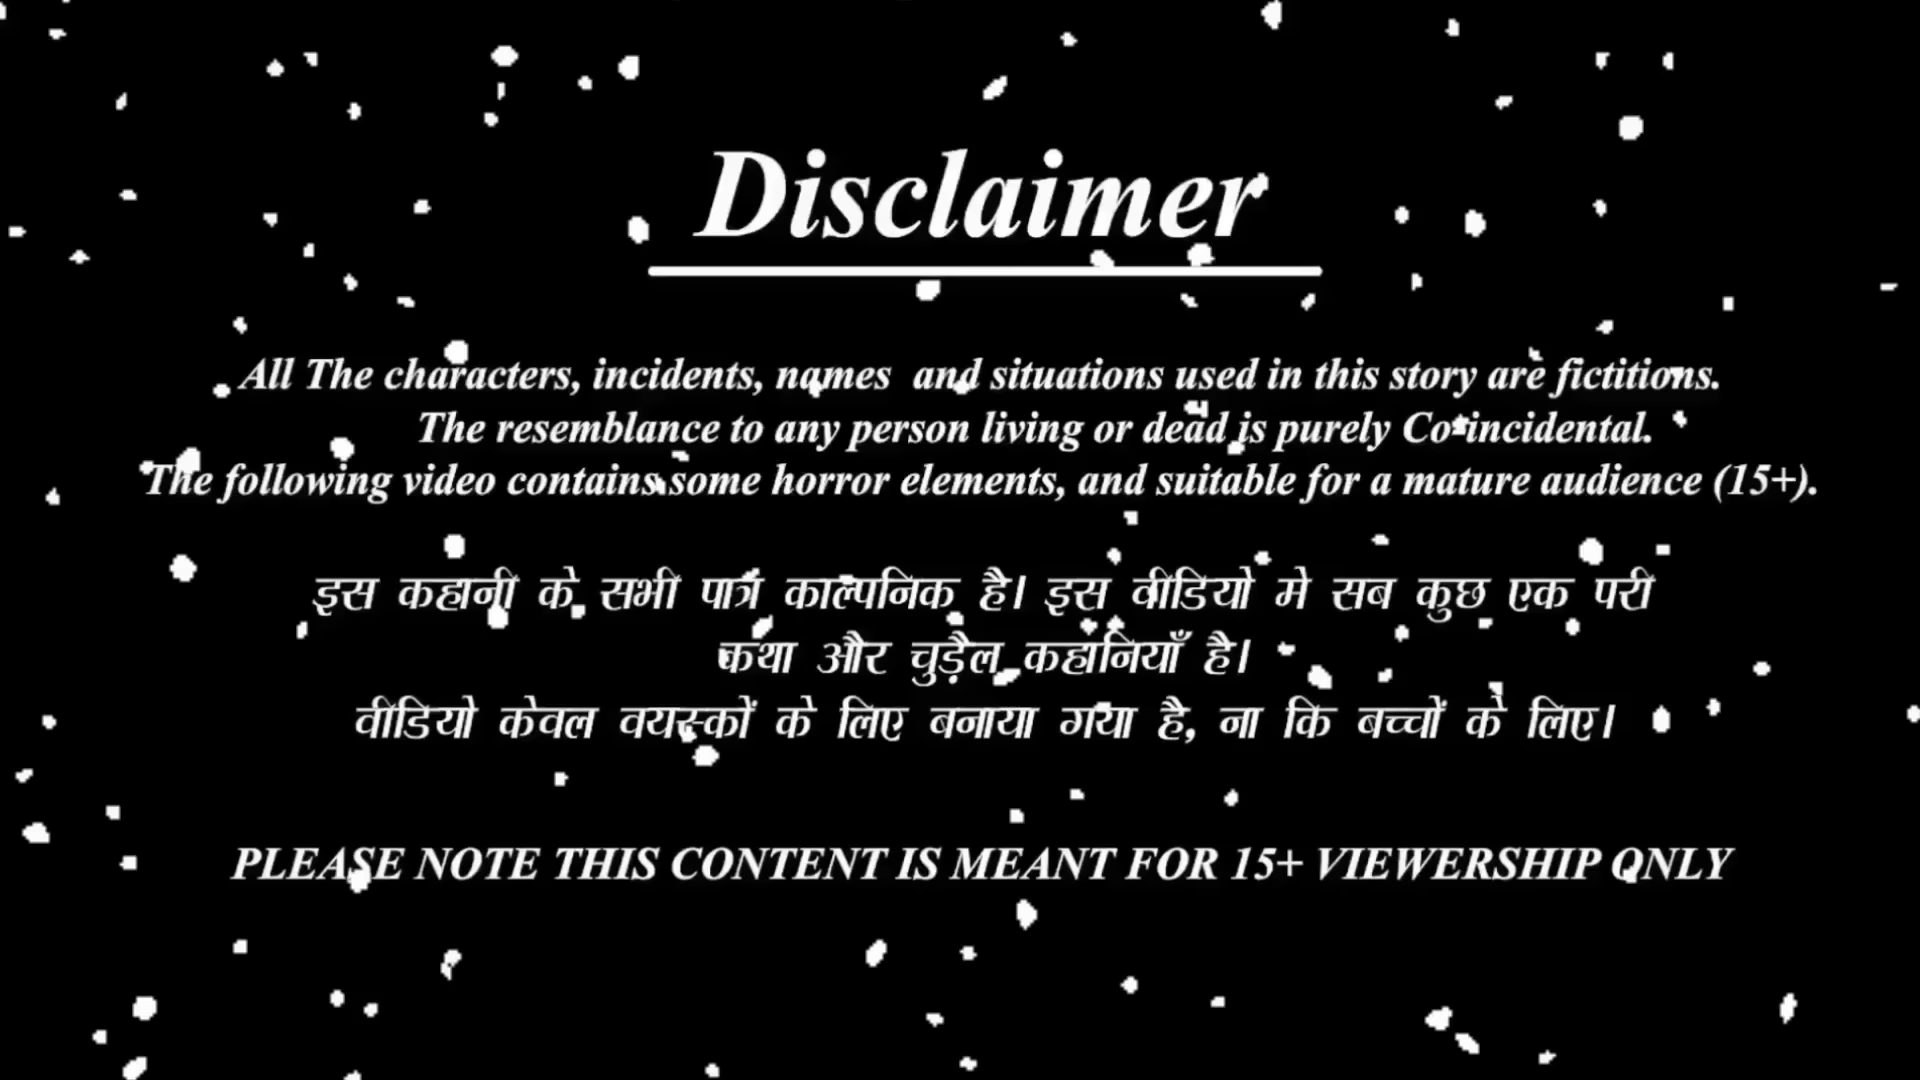 Disclaimer
All The characters, incidents, names and situations used in this story are fictitions.
The resemblance to any person living or dead is purely Co-incidental.
The following video contains some horror elements, and suitable for a mature audience (15+).
इस कहानी के सभी पात्र काल्पनिक है। इस वीडियो मे सब कुछ एक परी
कथा और चुड़ैल कहानियाँ है।
वीडियो केवल वयस्कों के लिए बनाया गया है, ना कि बच्चों के लिए।
PLEASE NOTE THIS CONTENT IS MEANT FOR 15+ VIEWERSHIP ONLY